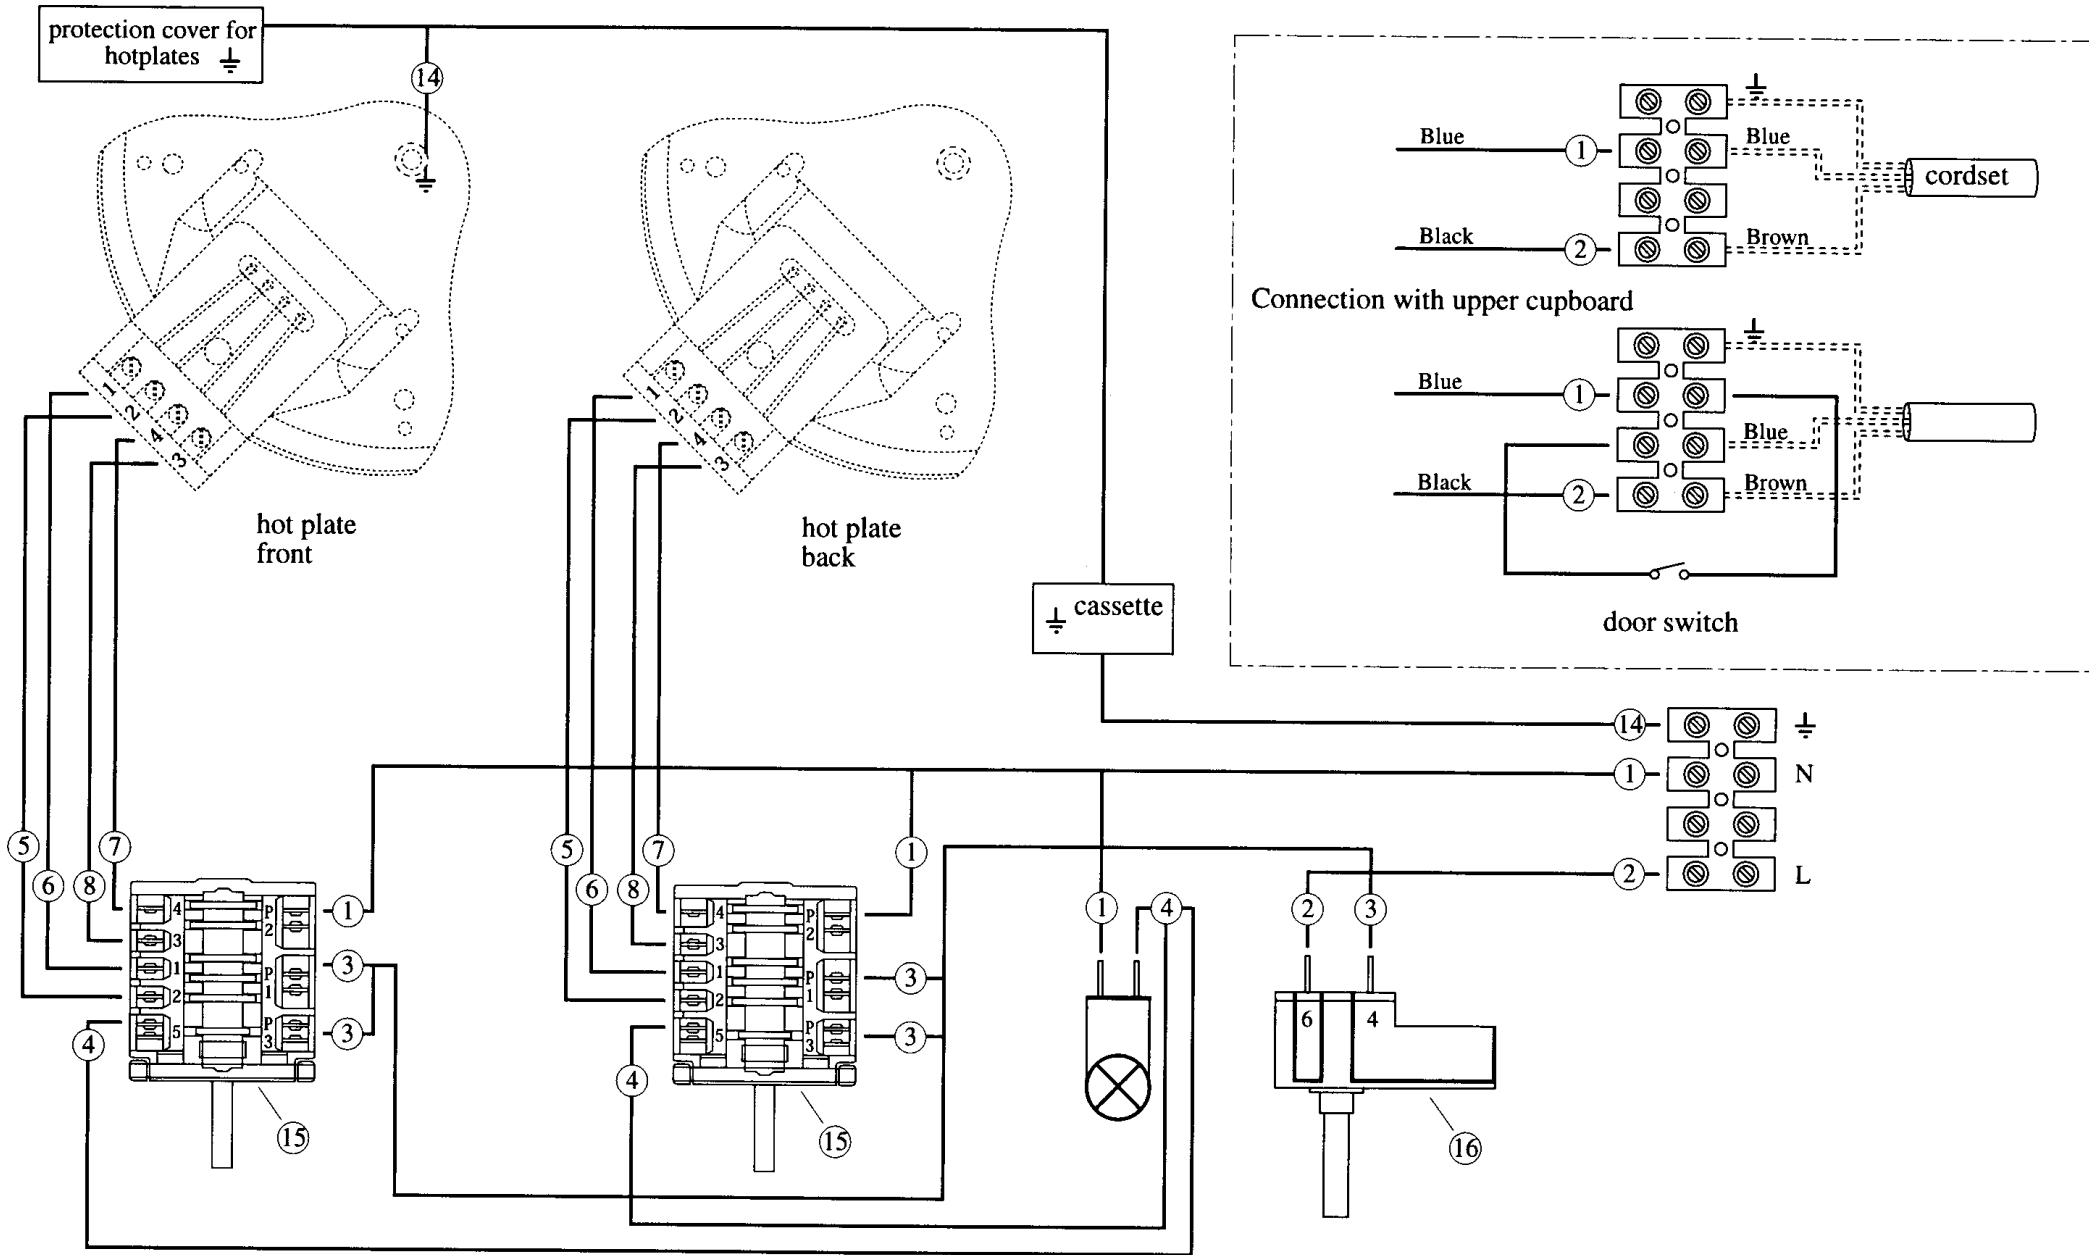 protection cover for
hotplates
14
Blue
1
Blue
cordset
Black
2
Brown
Connection with upper cupboard
Blue
1
Blue
Black
2
Brown
door switch
1
2
4
3
hot plate
front
1
2
4
3
hot plate
back
cassette
14
1
N
2
L
5
6
8
7
5
6
8
7
1
4
3
1
2
5
P
2
P
1
P
3
1
3
3
4
15
4
3
1
2
5
P
2
P
1
P
3
3
3
4
15
1
4
2
3
6
4
16